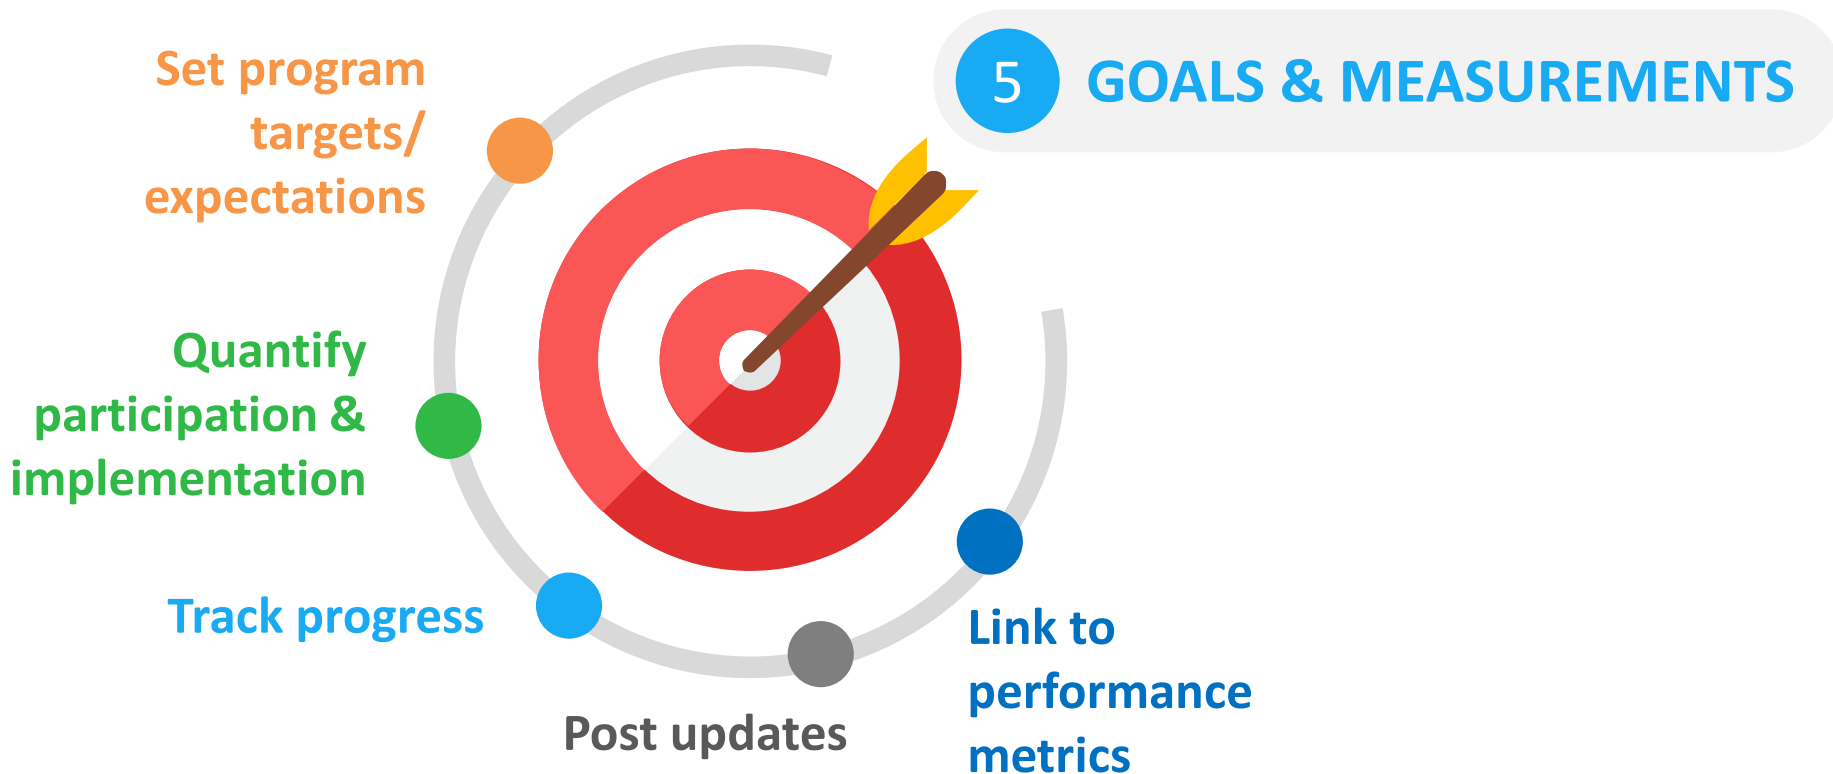 5 GOALS & MEASUREMENTS
Set program
targets/
expectations
Quantify
participation &
implementation
Track progress
Post updates
Link to
performance
metrics